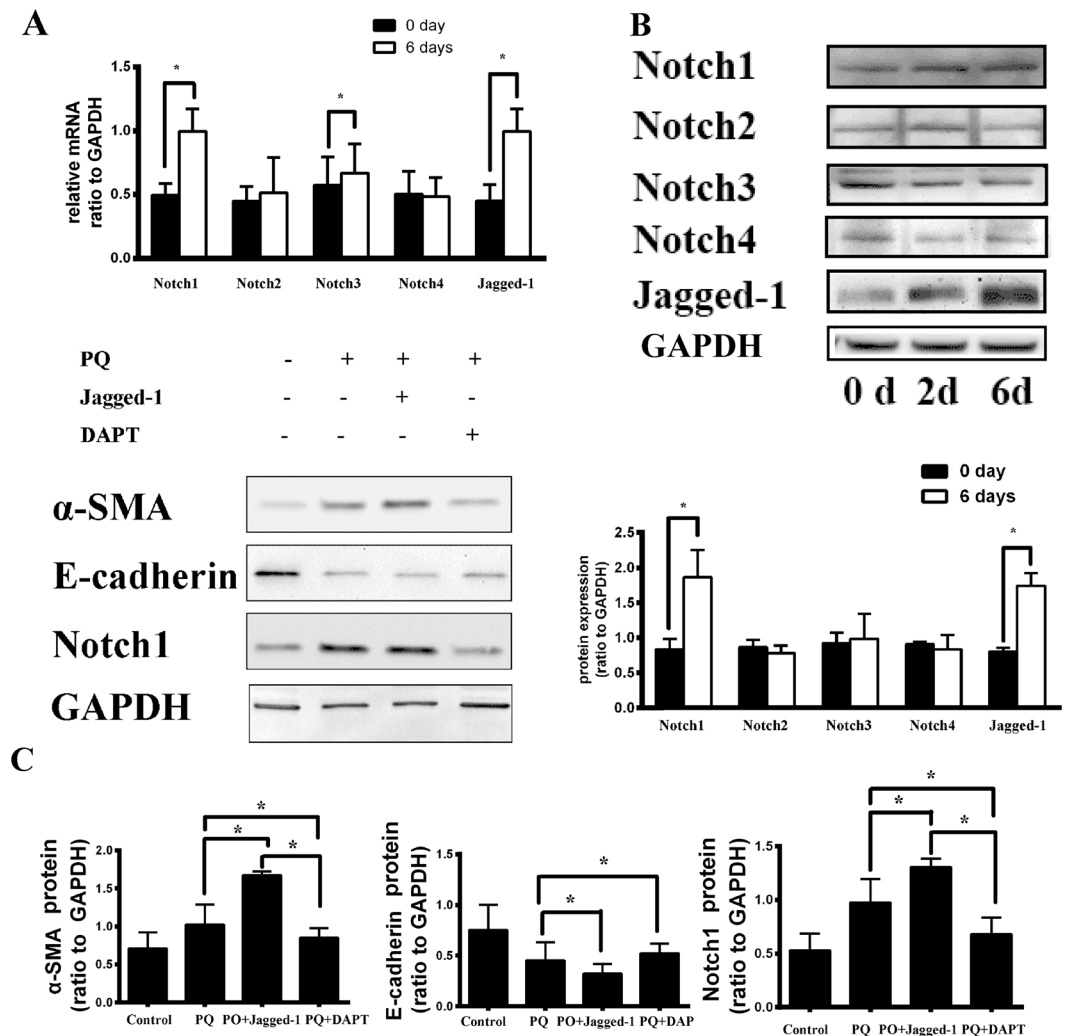 A
0 day
6 days
*
*
*
relative mRNA
ratio to GAPDH
1.5
1.0
0.5
0.0
Notch1 Notch2 Notch3 Notch4 Jagged-1
B
Notch1
Notch2
Notch3
Notch4
Jagged-1
GAPDH
0 d 2d 6d
PQ - + + +
Jagged-1 - - + -
DAPT - - - +
α-SMA
E-cadherin
Notch1
GAPDH
0 day
6 days
*
*
protein expression
(ratio to GAPDH)
2.5
2.0
1.5
1.0
0.5
0.0
Notch1 Notch2 Notch3 Notch4 Jagged-1
C
α-SMA protein
(ratio to GAPDH)
2.0
1.5
1.0
0.5
0.0
*
*
*
Control PQ PO+Jagged-1 PQ+DAPT
E-cadherin protein
(ratio to GAPDH)
1.5
1.0
0.5
0.0
*
*
Control PQ PO+Jagged-1 PQ+DAP
Notch1 protein
(ratio to GAPDH)
1.5
1.0
0.5
0.0
*
*
*
Control PQ PO+Jagged-1 PQ+DAPT